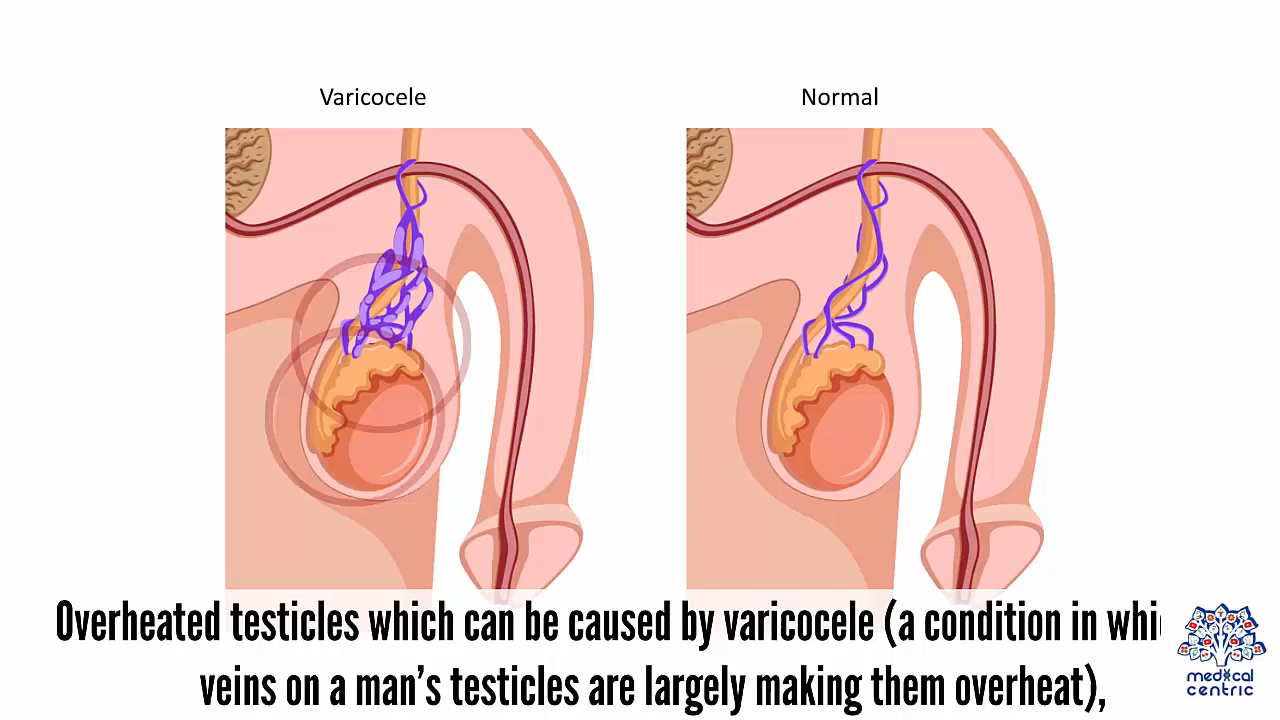 Varicocele
Normal
Overheated testicles which can be caused by varicocele (a condition in
veins on a man's testicles are largely making them overheat),
medical
centric